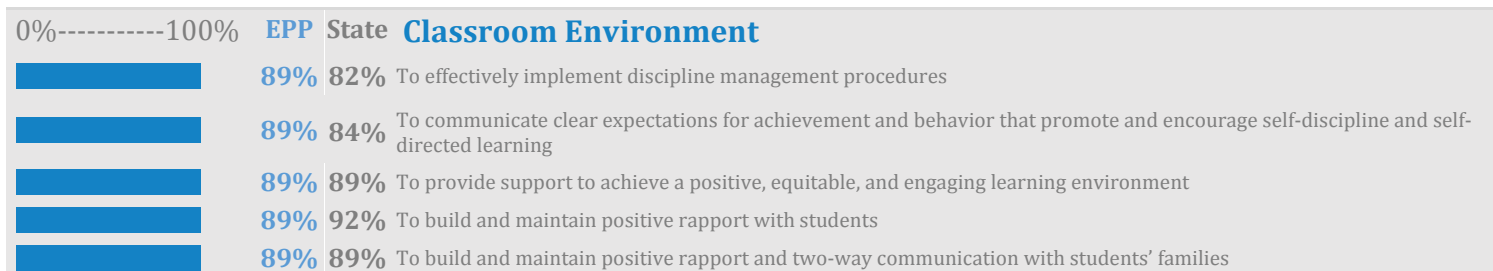 0%-----------100% EPP State Classroom Environment
89% 82% To effectively implement discipline management procedures
89% 84% To communicate clear expectations for achievement and behavior that promote and encourage self-discipline and self-
directed learning
89% 89% To provide support to achieve a positive, equitable, and engaging learning environment
89% 92% To build and maintain positive rapport with students
89% 89% To build and maintain positive rapport and two-way communication with students’ families